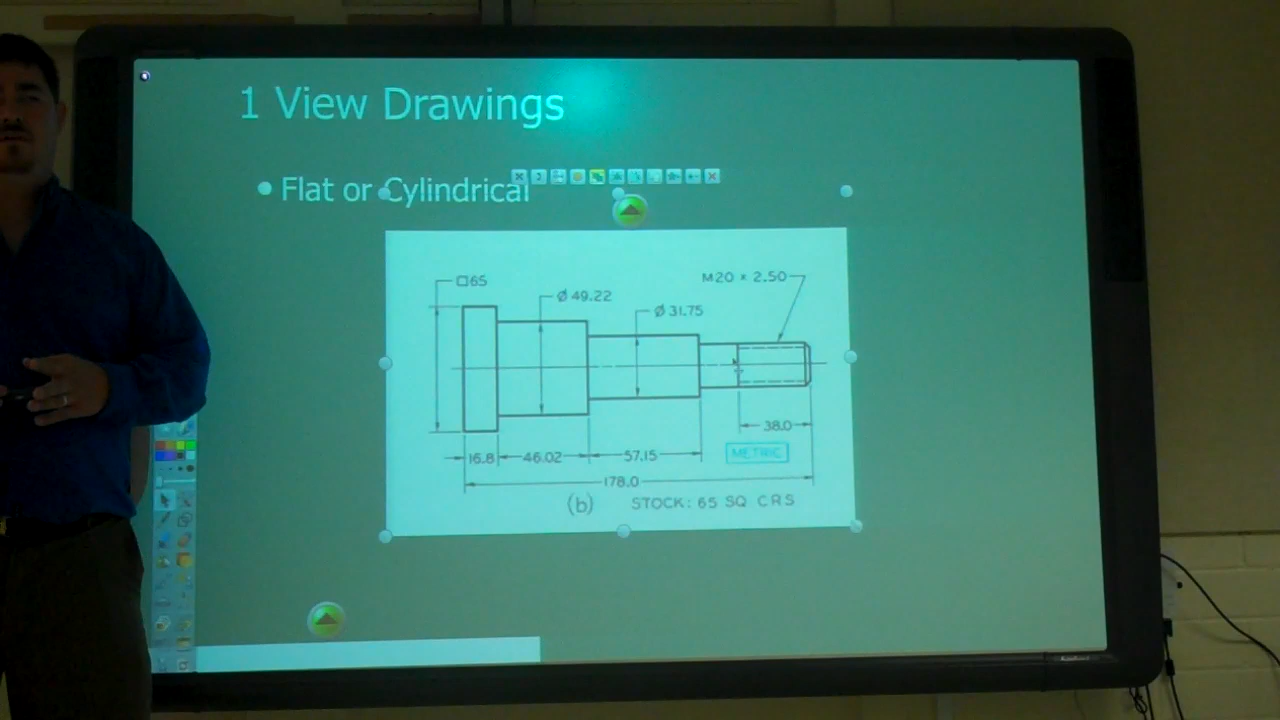 1 View Drawings
• Flat or Cylindrical
□65
M20 x 2.50
Ø 49.22
Ø 31.75
38.0
16.8
46.02
57.15
METRIC
178.0
(b) STOCK: 65 SQ CRS